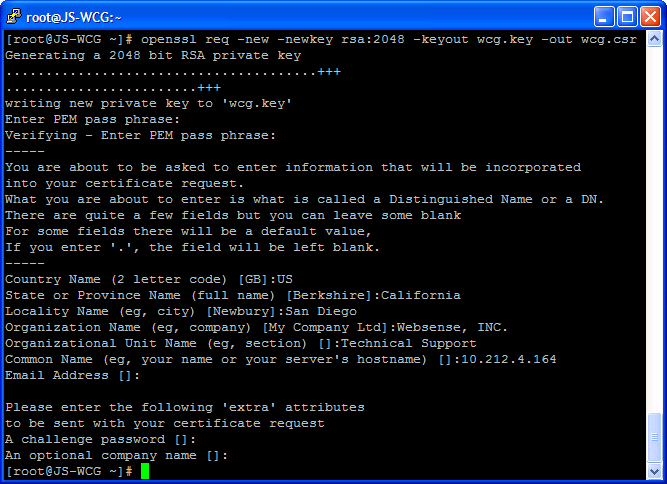 root@JS-WCG:~
[root@JS-WCG ~]# openssl req -new -newkey rsa:2048 -keyout wcg.key -out wcg.csr
Generating a 2048 bit RSA private key
.......................................+++
........................+++
writing new private key to 'wcg.key'
Enter PEM pass phrase:
Verifying - Enter PEM pass phrase:
-----
You are about to be asked to enter information that will be incorporated
into your certificate request.
What you are about to enter is what is called a Distinguished Name or a DN.
There are quite a few fields but you can leave some blank
For some fields there will be a default value,
If you enter '.', the field will be left blank.
-----
Country Name (2 letter code) [GB]:US
State or Province Name (full name) [Berkshire]:California
Locality Name (eg, city) [Newbury]:San Diego
Organization Name (eg, company) [My Company Ltd]:Websense, INC.
Organizational Unit Name (eg, section) []:Technical Support
Common Name (eg, your name or your server's hostname) []:10.212.4.164
Email Address []:
Please enter the following 'extra' attributes
to be sent with your certificate request
A challenge password []:
An optional company name []:
[root@JS-WCG ~]#